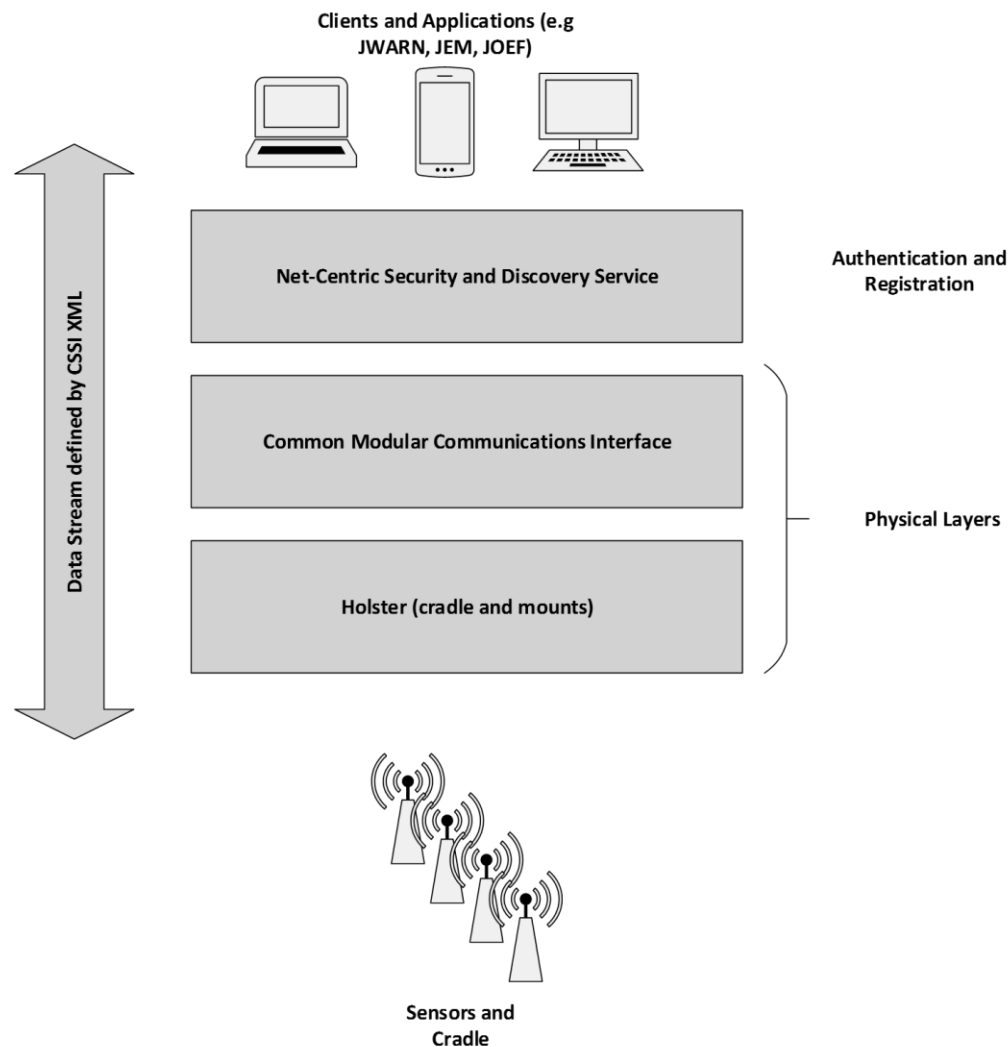 Clients and Applications (e.g
JWARN, JEM, JOEF)
Data Stream defined by CSSI XML
Net-Centric Security and Discovery Service
Authentication and
Registration
Common Modular Communications Interface
Physical Layers
Holster (cradle and mounts)
Sensors and
Cradle